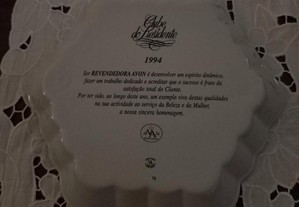 Clube
do Presidente
1994
Ser REVENDEDORA AVON é desenvolver um espírito dinâmico,
fazer um trabalho dedicado e acreditar que o sucesso é fruto da
satisfação total do Cliente.
Por ter sido, ao longo deste ano, um exemplo vivo destas qualidades
na sua actividade ao serviço da Beleza e da Mulher,
a nossa sincera homenagem.